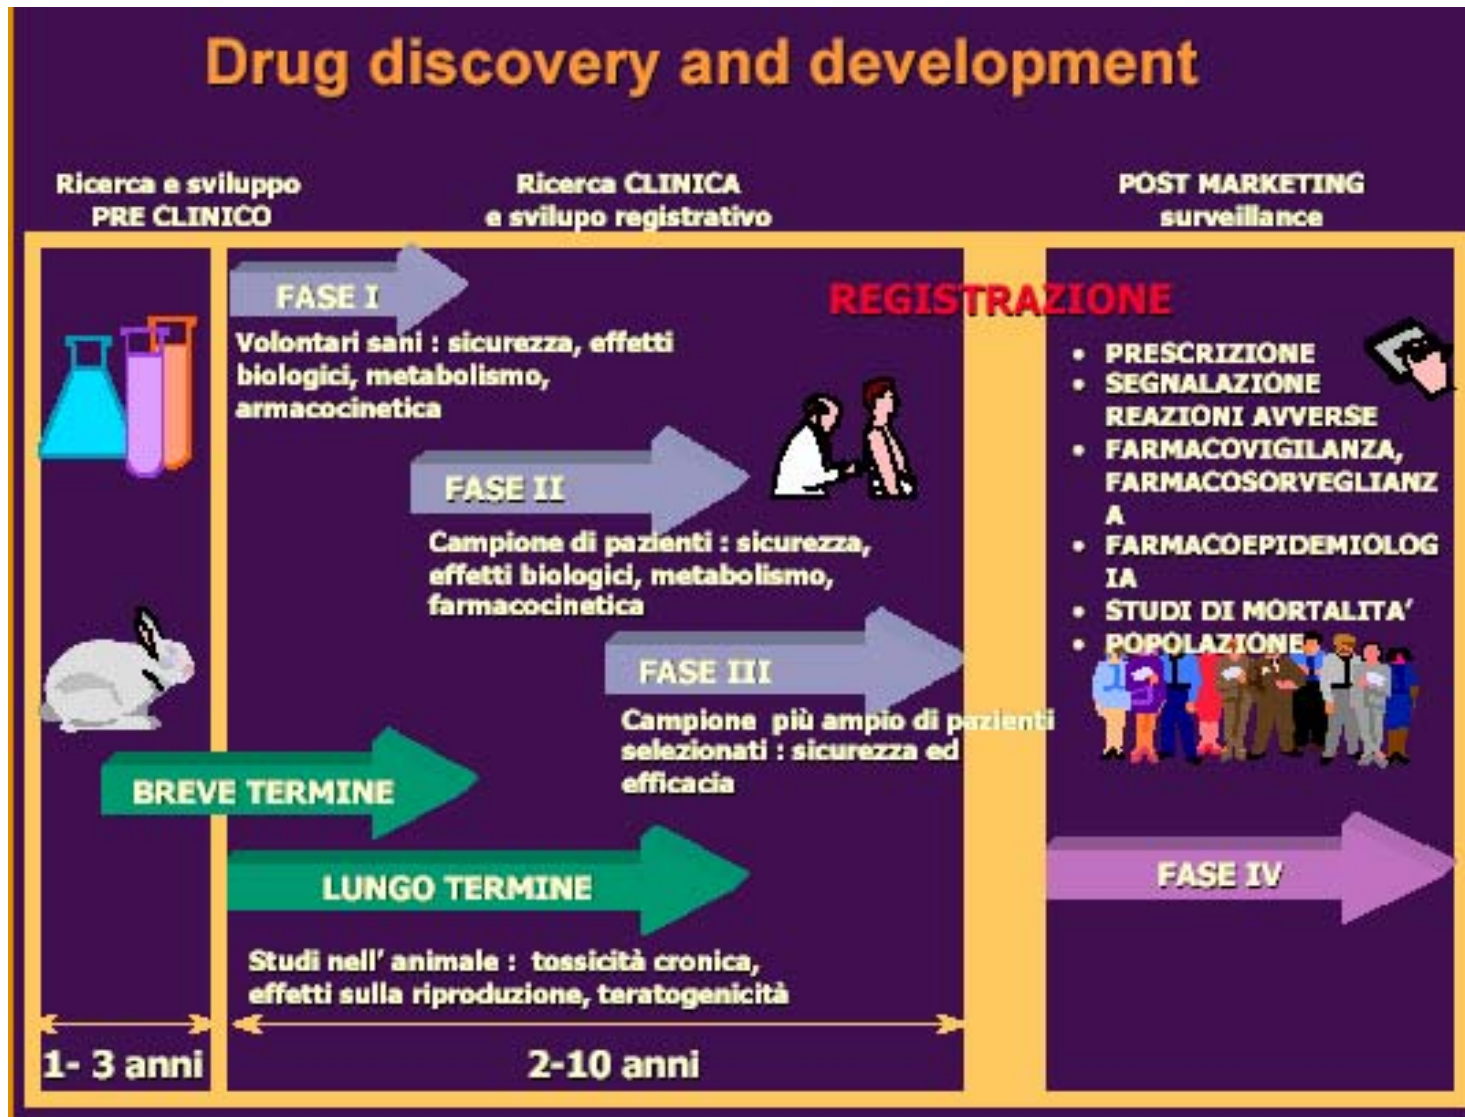 Drug discovery and development
Ricerca e sviluppo
PRE CLINICO
Ricerca CLINICA
e svilupo registrativo
POST MARKETING
surveillance
FASE I
Volontari sani : sicurezza, effetti
biologici, metabolismo,
armacocinetica
REGISTRAZIONE
FASE II
Campione di pazienti : sicurezza,
effetti biologici, metabolismo,
farmacocinetica
FASE III
Campione più ampio di pazienti
selezionati : sicurezza ed
efficacia
BREVE TERMINE
LUNGO TERMINE
Studi nell' animale : tossicità cronica,
effetti sulla riproduzione, teratogenicità
1- 3 anni
2-10 anni
• PRESCRIZIONE
• SEGNALAZIONE
REAZIONI AVVERSE
• FARMACOVIGILANZA,
FARMACOSORVEGLIANZ
A
• FARMACOEPIDEMIOLOG
IA
• STUDI DI MORTALITA'
• POPOLAZIONE
FASE IV